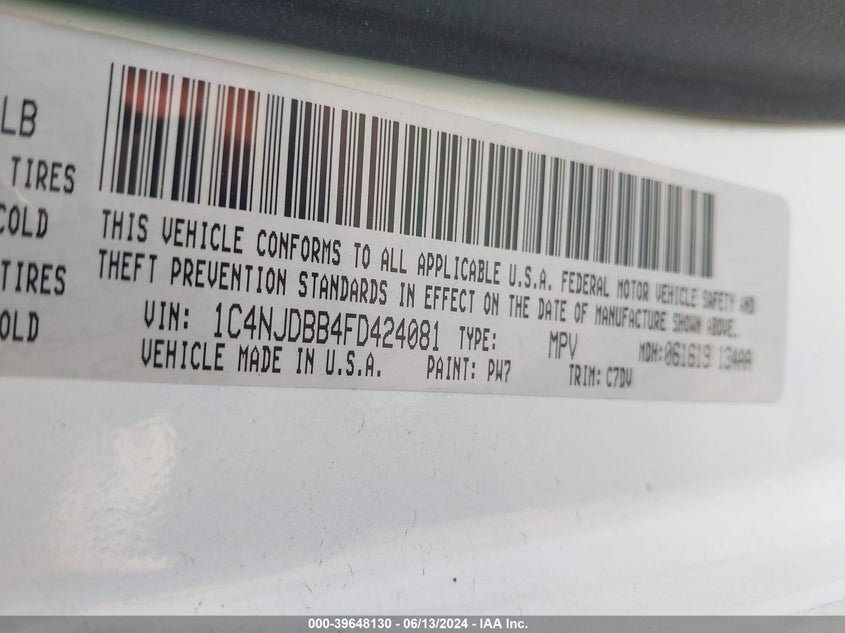 LB
TIRES
COLD
TIRES
OLD
THIS VEHICLE CONFORMS TO ALL APPLICABLE U.S.A. FEDERAL MOTOR VEHICLE SAFETY AND
THEFT PREVENTION STANDARDS IN EFFECT ON THE DATE OF MANUFACTURE SHOWN ABOVE.
VIN: 1C4NJDBB4FD424081 TYPE: MPV MDH: 061619 134AA
VEHICLE MADE IN U.S.A. PAINT: PW7 TRIM: C7DV
000-39648130 - 06/13/2024 - IAA Inc.